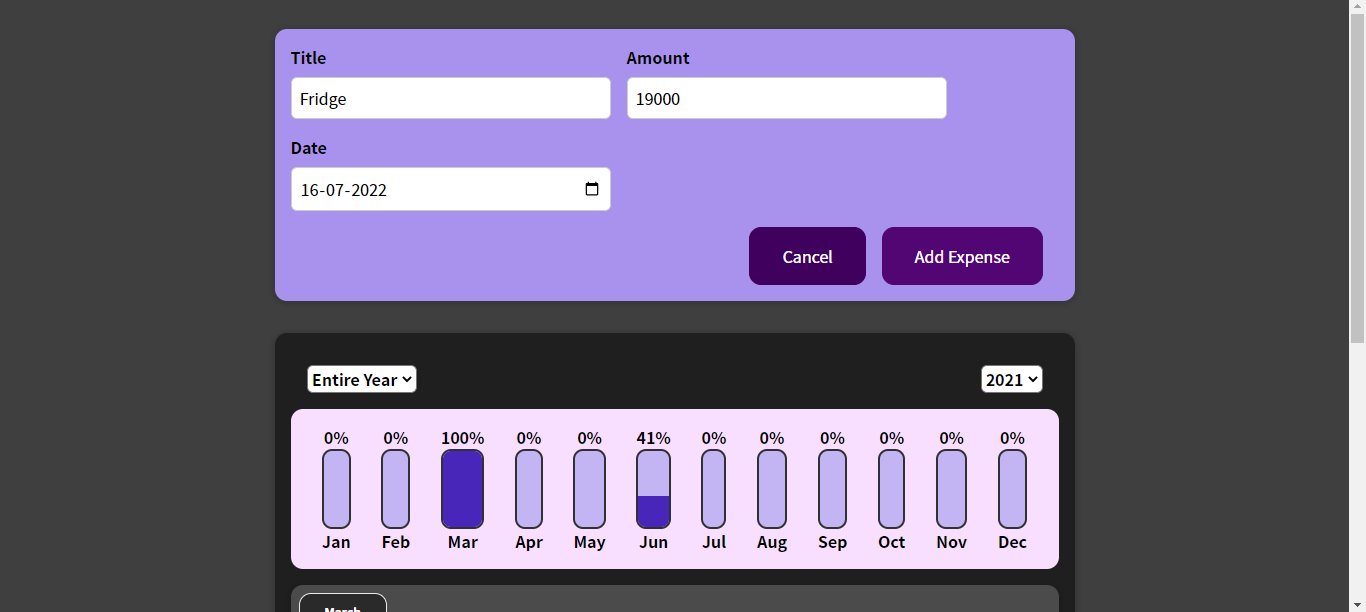 Title Amount
Fridge 19000
Date
16-07-2022
Cancel Add Expense
Entire Year 2021
0% 0% 100% 0% 0% 41% 0% 0% 0% 0% 0% 0%
Jan Feb Mar Apr May Jun Jul Aug Sep Oct Nov Dec
March